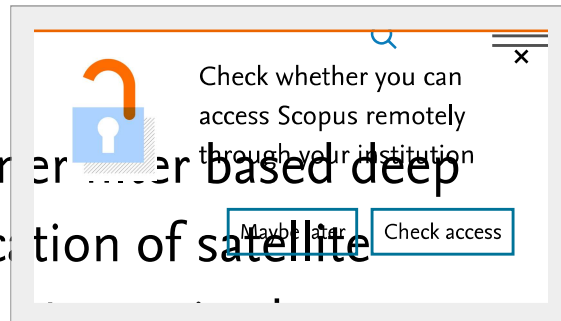 Check whether you can
access Scopus remotely
through your institution
er based deep
Maybe later
Check access
cation of satellite